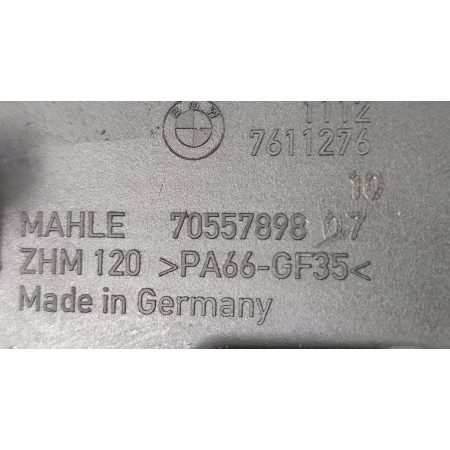 BMW
1112
7611276
10
MAHLE 70557898 07
ZHM 120 >PA66-GF35<
Made in Germany